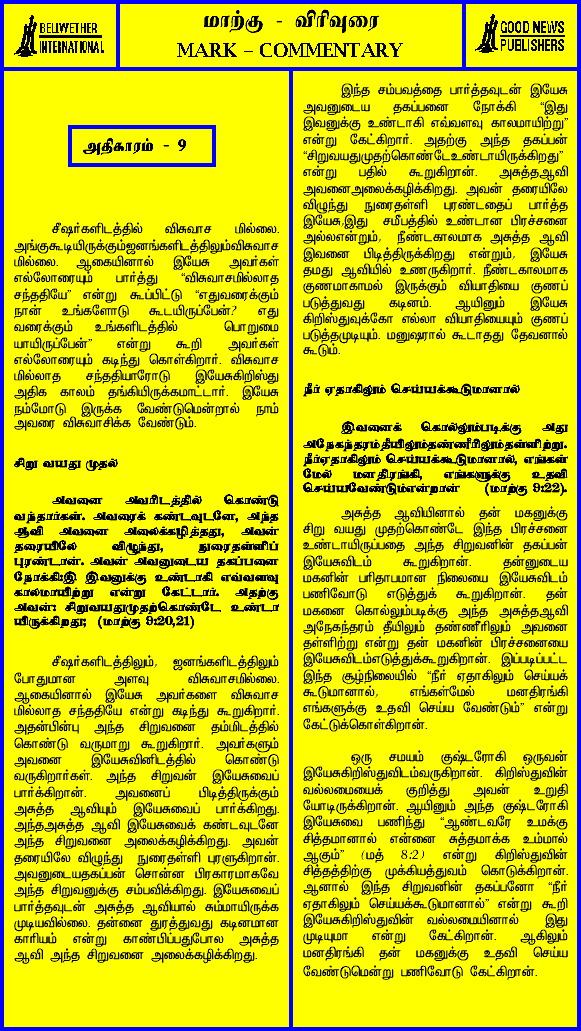 BELWETHER
INTERNATIONAL
மாற்கு - விரிவுரை
MARK – COMMENTARY
GOOD NEWS
PUBLISHERS
அதிகாரம் - 9
சீஷர்களிடத்தில் விசுவாச மில்லை.
அங்குகூடியிருக்கும்ஜனங்களிடத்திலும்விசுவாச
மில்லை. ஆகையினால் இயேசு அவர்கள்
எல்லோரையும் பார்த்து “விசுவாசமில்லாத
சந்ததியே” என்று கூப்பிட்டு “எதுவரைக்கும்
நான் உங்களோடு கூடயிருப்பேன்? எது
வரைக்கும் உங்களிடத்தில் பொறுமை
யாயிருப்பேன்” என்று கூறி அவர்கள்
எல்லோரையும் கடிந்து கொள்கிறார். விசுவாச
மில்லாத சந்ததியாரோடு இயேசுகிறிஸ்து
அதிக காலம் தங்கியிருக்கமாட்டார். இயேசு
நம்மோடு இருக்க வேண்டுமென்றால் நாம்
அவரை விசுவாசிக்க வேண்டும்.
சிறு வயது முதல்
அவனை அவரிடத்தில் கொண்டு
வந்தார்கள். அவரைக் கண்டவுடனே, அந்த
ஆவி அவனை அலைக்கழித்தது, அவன்
தரையிலே விழுந்து, நுரைதள்ளிப்
புரண்டான். அவன் அவனுடைய தகப்பனை
நோக்கி:இ இவனுக்கு உண்டாகி எவ்வளவு
காலமாயிற்று என்று கேட்டார். அதற்கு
அவன்: சிறுவயதுமுதற்கொண்டே உண்டா
யிருக்கிறது; (மாற்கு 9:20,21)
சீஷர்களிடத்திலும், ஜனங்களிடத்திலும்
போதுமான அளவு விசுவாசமில்லை.
ஆகையினால் இயேசு அவர்களை விசுவாச
மில்லாத சந்ததியே என்று கடிந்து கூறுகிறார்.
அதன்பின்பு அந்த சிறுவனை தம்மிடத்தில்
கொண்டு வருமாறு கூறுகிறார். அவர்களும்
அவனை இயேசுவினிடத்தில் கொண்டு
வருகிறார்கள். அந்த சிறுவன் இயேசுவைப்
பார்க்கிறான். அவனைப் பிடித்திருக்கும்
அசுத்த ஆவியும் இயேசுவைப் பார்க்கிறது.
அந்தஅசுத்த ஆவி இயேசுவைக் கண்டவுடனே
அந்த சிறுவனை அலைக்கழிக்கிறது. அவன்
தரையிலே விழுந்து நுரைதள்ளி புரளுகிறான்.
அவனுடையதகப்பன் சொன்ன பிரகாரமாகவே
அந்த சிறுவனுக்கு சம்பவிக்கிறது. இயேசுவைப்
பார்த்தவுடன் அசுத்த ஆவியால் சும்மாயிருக்க
முடியவில்லை. தன்னை துரத்துவது கடினமான
காரியம் என்று காண்பிப்பதுபோல அசுத்த
ஆவி அந்த சிறுவனை அலைக்கழிக்கிறது.
இந்த சம்பவத்தை பார்த்தவுடன் இயேசு
அவனுடைய தகப்பனை நோக்கி “இது
இவனுக்கு உண்டாகி எவ்வளவு காலமாயிற்று”
என்று கேட்கிறார். அதற்கு அந்த தகப்பன்
“சிறுவயதுமுதற்கொண்டேஉண்டாயிருக்கிறது”
என்று பதில் கூறுகிறான். அசுத்தஆவி
அவனைஅலைக்கழிக்கிறது. அவன் தரையிலே
விழுந்து நுரைதள்ளி புரண்டதைப் பார்த்த
இயேசு,இது சமீபத்தில் உண்டான பிரச்சனை
அல்லஎன்றும், நீண்டகாலமாக அசுத்த ஆவி
இவனை பிடித்திருக்கிறது என்றும், இயேசு
தமது ஆவியில் உணருகிறார். நீண்டகாலமாக
குணமாகாமல் இருக்கும் வியாதியை குணப்
படுத்துவது கடினம். ஆயினும் இயேசு
கிறிஸ்துவுக்கோ எல்லா வியாதியையும் குணப்
படுத்தமுடியும். மனுஷரால் கூடாதது தேவனால்
கூடும்.
நீர் ஏதாகிலும் செய்யக்கூடுமானால்
இவனைக் கொல்லும்படிக்கு அது
அநேகந்தரம்தீயிலும்தண்ணீரிலும்தள்ளிற்று.
நீர்ஏதாகிலும் செய்யக்கூடுமானால், எங்கள்
மேல் மனதிரங்கி, எங்களுக்கு உதவி
செய்யவேண்டும்என்றான் (மாற்கு 9:22).
அசுத்த ஆவியினால் தன் மகனுக்கு
சிறு வயது முதற்கொண்டே இந்த பிரச்சனை
உண்டாயிருப்பதை அந்த சிறுவனின் தகப்பன்
இயேசுவிடம் கூறுகிறான். தன்னுடைய
மகனின் பரிதாபமான நிலையை இயேசுவிடம்
பணிவோடு எடுத்துக் கூறுகிறான். தன்
மகனை கொல்லும்படிக்கு அந்த அசுத்தஆவி
அநேகந்தரம் தீயிலும் தண்ணீரிலும் அவனை
தள்ளிற்று என்று தன் மகனின் பிரச்சனையை
இயேசுவிடம்எடுத்துக்கூறுகிறான். இப்படிப்பட்ட
இந்த சூழ்நிலையில் “நீர் ஏதாகிலும் செய்யக்
கூடுமானால், எங்கள்மேல் மனதிரங்கி
எங்களுக்கு உதவி செய்ய வேண்டும்” என்று
கேட்டுக்கொள்கிறான்.
ஒரு சமயம் குஷ்டரோகி ஒருவன்
இயேசுகிறிஸ்துவிடம்வருகிறான். கிறிஸ்துவின்
வல்லமையைக் குறித்து அவன் உறுதி
யோடிருக்கிறான். ஆயினும் அந்த குஷ்டரோகி
இயேசுவை பணிந்து “ஆண்டவரே உமக்கு
சித்தமானால் என்னை சுத்தமாக்க உம்மால்
ஆகும்” (மத் 8:2) என்று கிறிஸ்துவின்
சித்தத்திற்கு முக்கியத்துவம் கொடுக்கிறான்.
ஆனால் இந்த சிறுவனின் தகப்பனோ “நீர்
ஏதாகிலும் செய்யக்கூடுமானால்” என்று கூறி
இயேசுகிறிஸ்துவின் வல்லமையினால் இது
முடியுமா என்று கேட்கிறான். ஆகிலும்
மனதிரங்கி தன் மகனுக்கு உதவி செய்ய
வேண்டுமென்று பணிவோடு கேட்கிறான்.